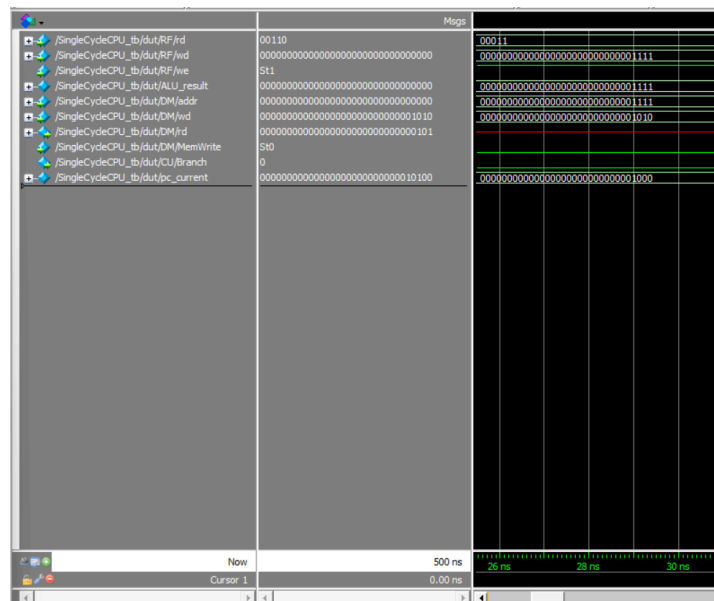 Msgs
/SingleCycleCPU_tb/dut/RF/rd 00110 00011
/SingleCycleCPU_tb/dut/RF/wd 00000000000000000000000000000000 00000000000000000000000000001111
/SingleCycleCPU_tb/dut/RF/we St1
/SingleCycleCPU_tb/dut/ALU_result 00000000000000000000000000000000 00000000000000000000000000001111
/SingleCycleCPU_tb/dut/DM/addr 00000000000000000000000000000000 00000000000000000000000000001111
/SingleCycleCPU_tb/dut/DM/wd 00000000000000000000000000001010 00000000000000000000000000001010
/SingleCycleCPU_tb/dut/DM/rd 00000000000000000000000000000101
/SingleCycleCPU_tb/dut/DM/MemWrite St0
/SingleCycleCPU_tb/dut/CU/Branch 0
/SingleCycleCPU_tb/dut/pc_current 00000000000000000000000000010100 00000000000000000000000000001000
Now 500 ns
26 ns 28 ns 30 ns
Cursor 1 0.00 ns